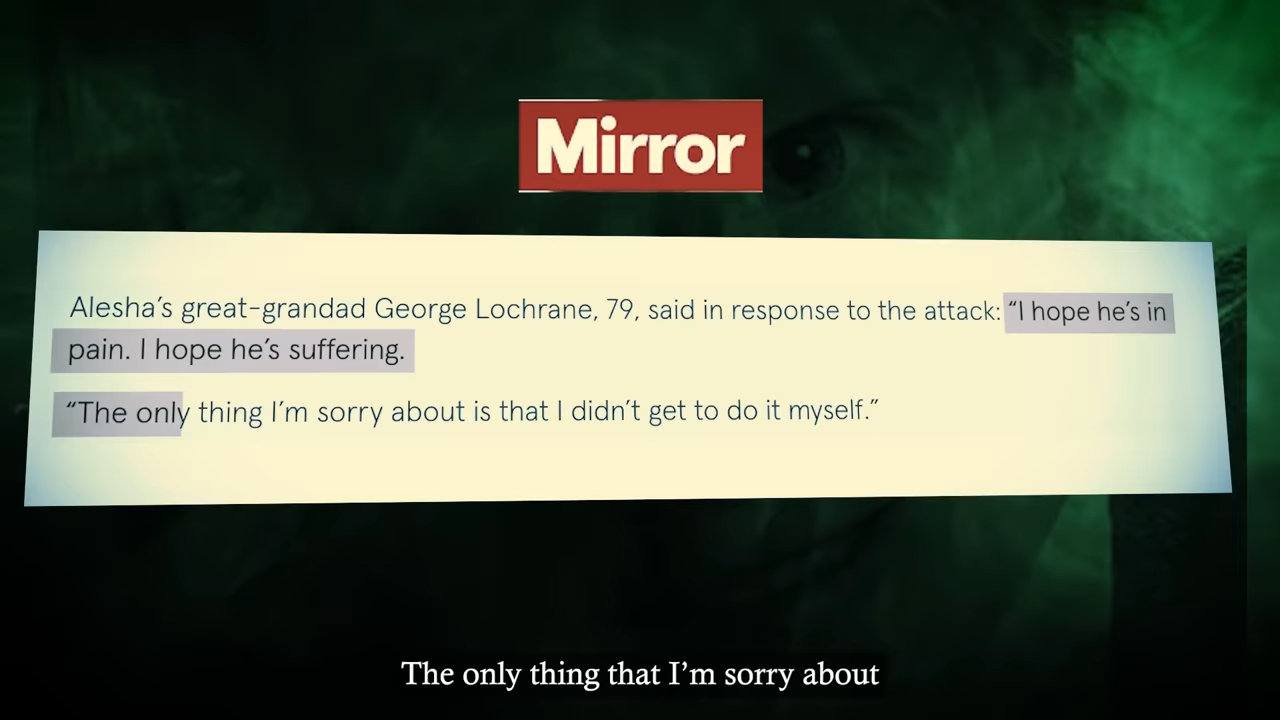 Mirror
Alesha’s great-grandad George Lochrane, 79, said in response to the attack: “I hope he’s in
pain. I hope he’s suffering.
“The only thing I’m sorry about is that I didn’t get to do it myself.”
The only thing that I’m sorry about